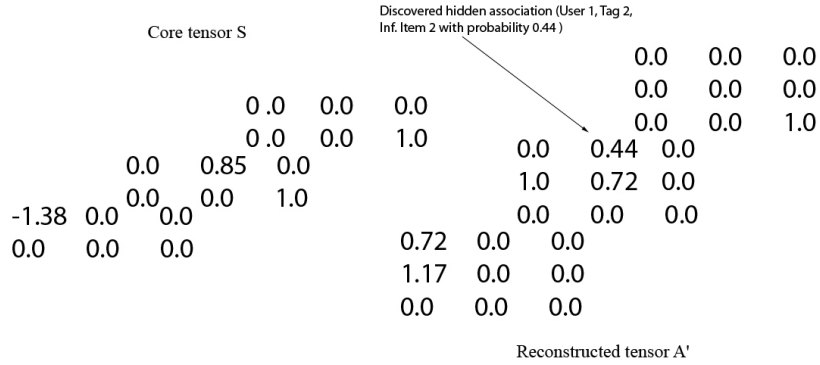 Discovered hidden association (User 1, Tag 2,
Inf. Item 2 with probability 0.44 )
Core tensor S
0 .0 0.0 0.0
0 .0 0.0 1.0
0.0 0.85 0.0
0.0 0.0 1.0
-1.38 0.0 0.0
0.0 0.0 0.0
0.0 0.0 0.0
0.0 0.0 0.0
0.0 0.0 1.0
0.0 0.44 0.0
1.0 0.72 0.0
0.0 0.0 0.0
0.72 0.0 0.0
1.17 0.0 0.0
0.0 0.0 0.0
Reconstructed tensor A'